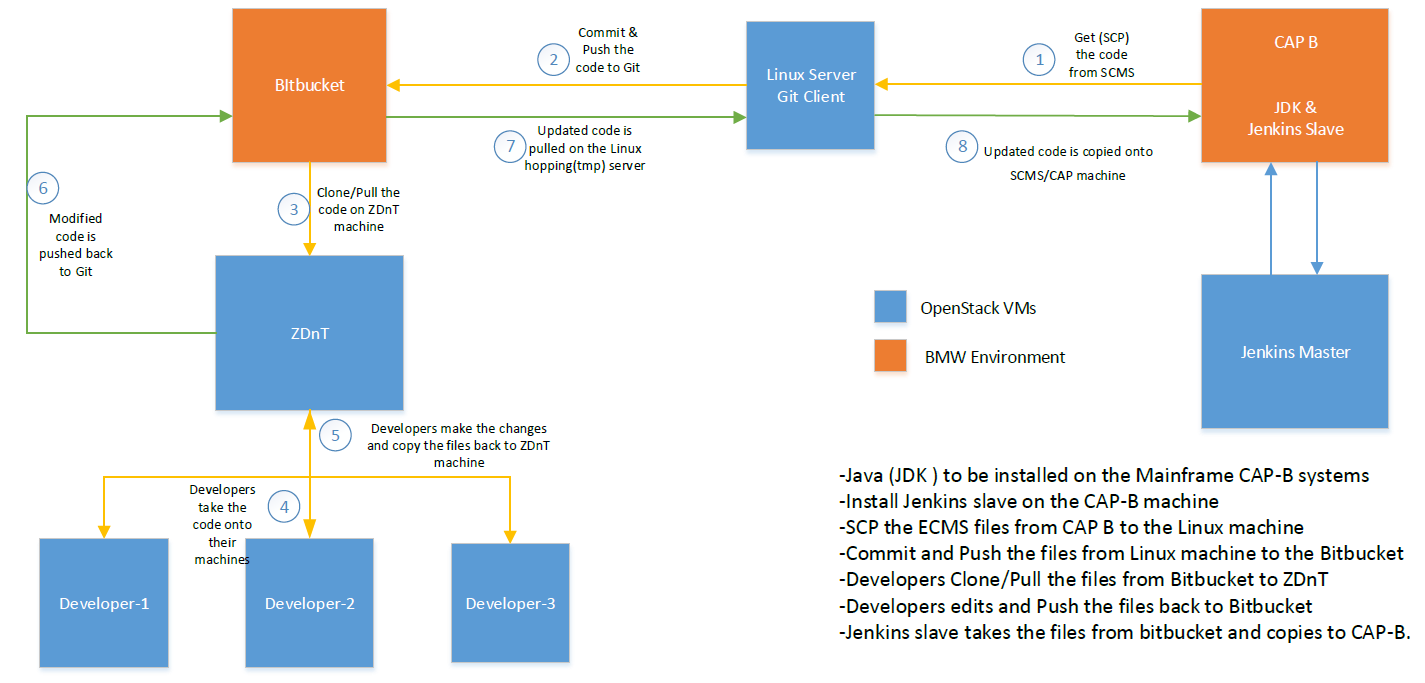 BItbucket
2
Commit &
Push the
code to Git
Linux Server
Git Client
1
Get (SCP)
the code
from SCMS
CAP B
JDK &
Jenkins Slave
7
Updated code is
pulled on the Linux
hopping(tmp) server
8
Updated code is copied onto
SCMS/CAP machine
6
Modified
code is
pushed back
to Git
3
Clone/Pull the
code on ZDnT
machine
ZDnT
OpenStack VMs
BMW Environment
Jenkins Master
5
Developers make the changes
and copy the files back to ZDnT
machine
4
Developers
take the
code onto
their
machines
Developer-1
Developer-2
Developer-3
-Java (JDK ) to be installed on the Mainframe CAP-B systems
-Install Jenkins slave on the CAP-B machine
-SCP the ECMS files from CAP B to the Linux machine
-Commit and Push the files from Linux machine to the Bitbucket
-Developers Clone/Pull the files from Bitbucket to ZDnT
-Developers edits and Push the files back to Bitbucket
-Jenkins slave takes the files from bitbucket and copies to CAP-B.